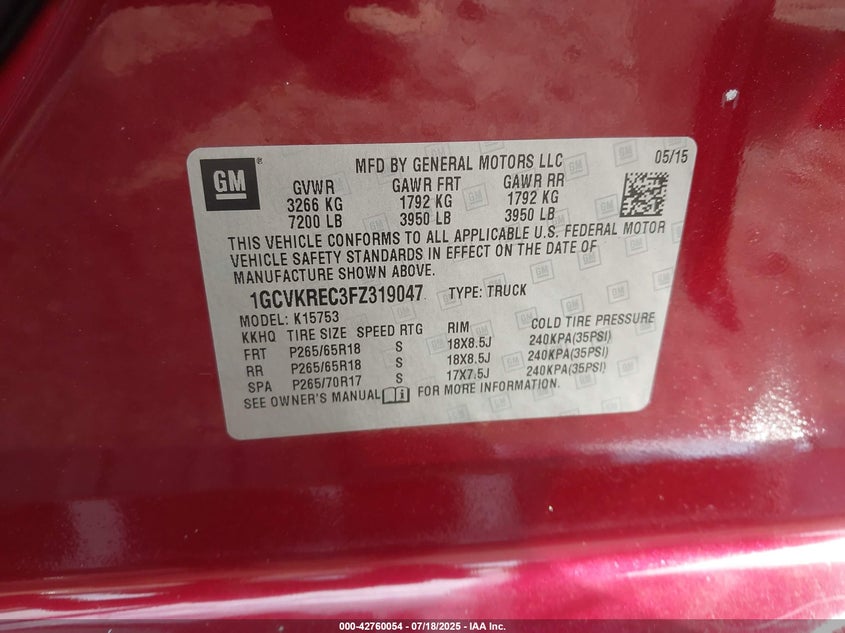 GM
MFD BY GENERAL MOTORS LLC 05/15
GVWR GAWR FRT GAWR RR
3266 KG 1792 KG 1792 KG
7200 LB 3950 LB 3950 LB
THIS VEHICLE CONFORMS TO ALL APPLICABLE U.S. FEDERAL MOTOR
VEHICLE SAFETY STANDARDS IN EFFECT ON THE DATE OF
MANUFACTURE SHOWN ABOVE.
1GCVKREC3FZ319047 TYPE: TRUCK
MODEL: K15753
KKHQ TIRE SIZE SPEED RTG RIM COLD TIRE PRESSURE
FRT P265/65R18 S 18X8.5J 240KPA(35PSI)
RR P265/65R18 S 18X8.5J 240KPA(35PSI)
SPA P265/70R17 S 17X7.5J 240KPA(35PSI)
SEE OWNER'S MANUAL FOR MORE INFORMATION.
000-42760054 - 07/18/2025 - IAA Inc.